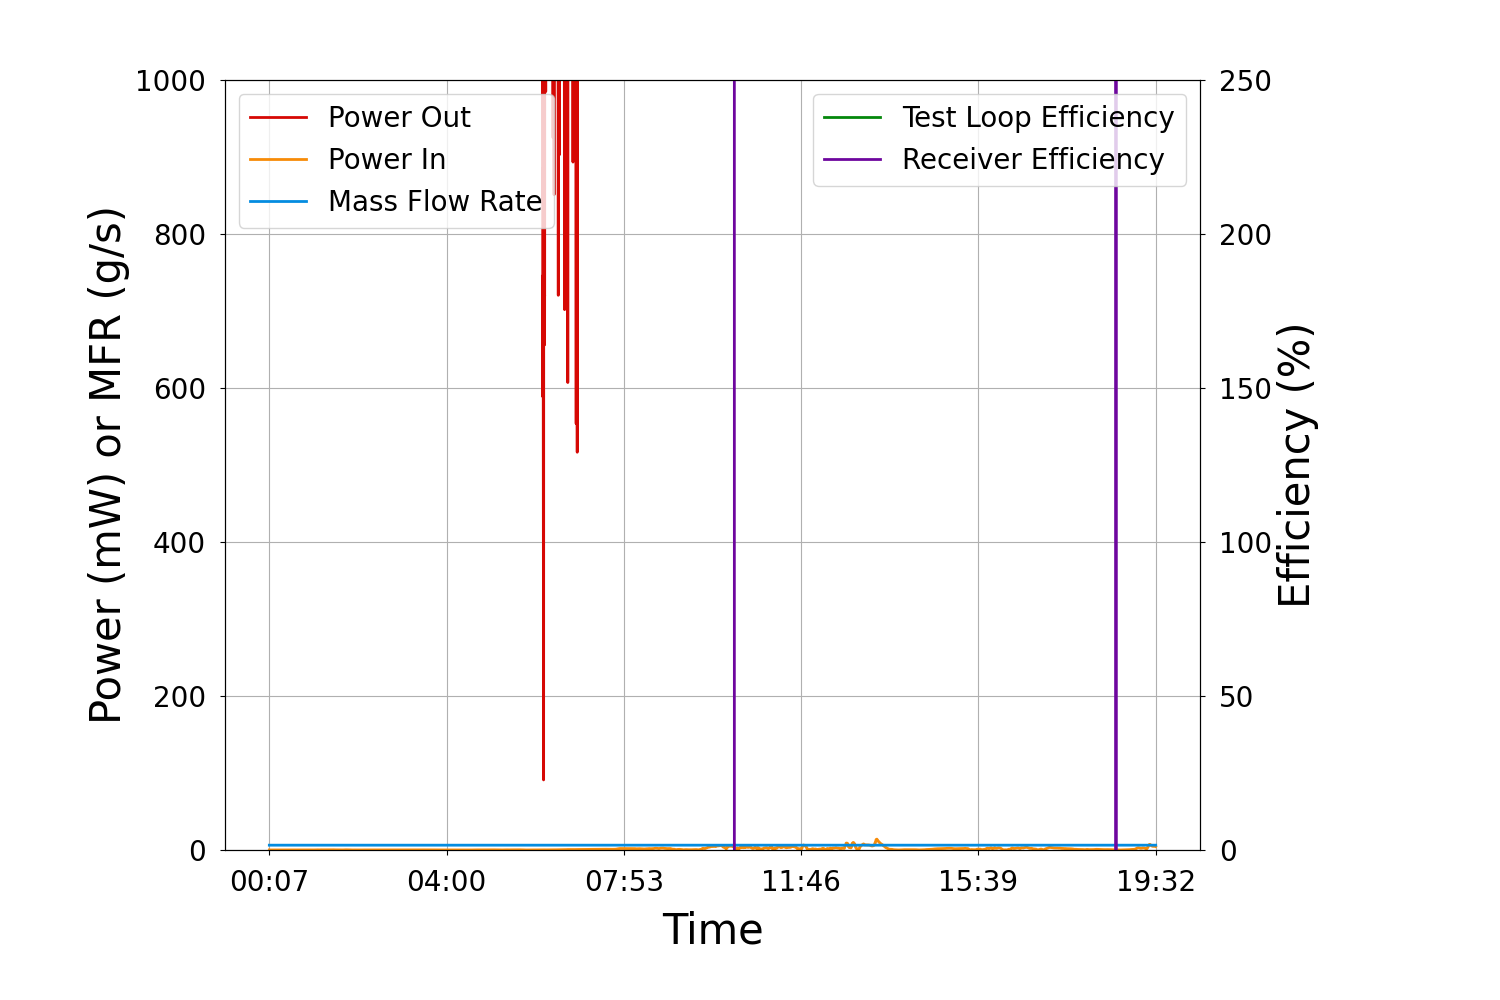 1000
800
600
400
200
0
Power (mW) or MFR (g/s)
Power Out
Power In
Mass Flow Rate
Test Loop Efficiency
Receiver Efficiency
250
200
150
100
50
0
Efficiency (%)
00:07 04:00 07:53 11:46 15:39 19:32
Time